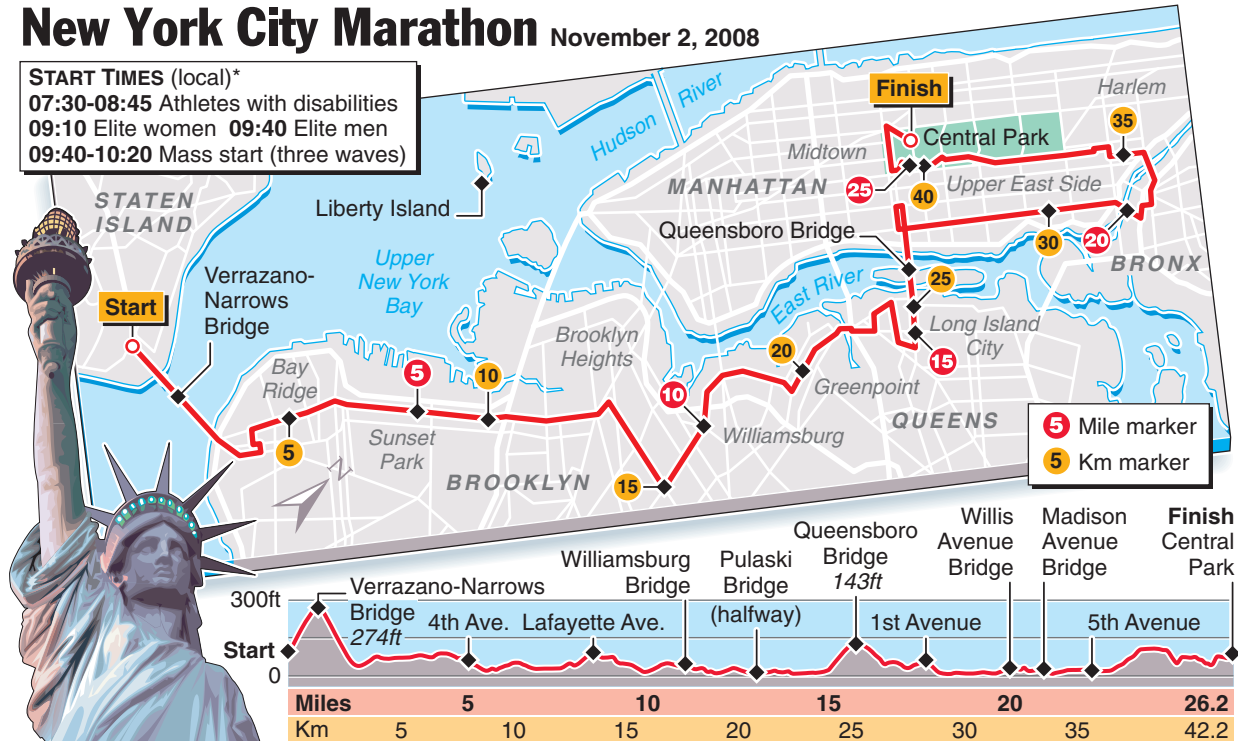 New York City Marathon November 2, 2008
START TIMES (local)*
07:30-08:45 Athletes with disabilities
09:10 Elite women 09:40 Elite men
09:40-10:20 Mass start (three waves)
STATEN
ISLAND
Start
Verrazano-
Narrows
Bridge
Liberty Island
Upper
New York
Bay
Hudson
River
Bay
Ridge
5
5
Sunset
Park
10
BROOKLYN
N
Brooklyn
Heights
15
10
Williamsburg
20
Greenpoint
QUEENS
Long Island
City
15
25
East River
Queensboro Bridge
MANHATTAN
Midtown
Finish
Central Park
25
40
Upper East Side
Harlem
35
30
20
BRONX
5 Mile marker
5 Km marker
300ft
0
Start
Verrazano-Narrows
Bridge
274ft
4th Ave.
Lafayette Ave.
Williamsburg
Bridge
Pulaski
Bridge
(halfway)
Queensboro
Bridge
143ft
1st Avenue
Willis
Avenue
Bridge
Madison
Avenue
Bridge
5th Avenue
Finish
Central
Park
Miles 5 10 15 20 26.2
Km 5 10 15 20 25 30 35 42.2